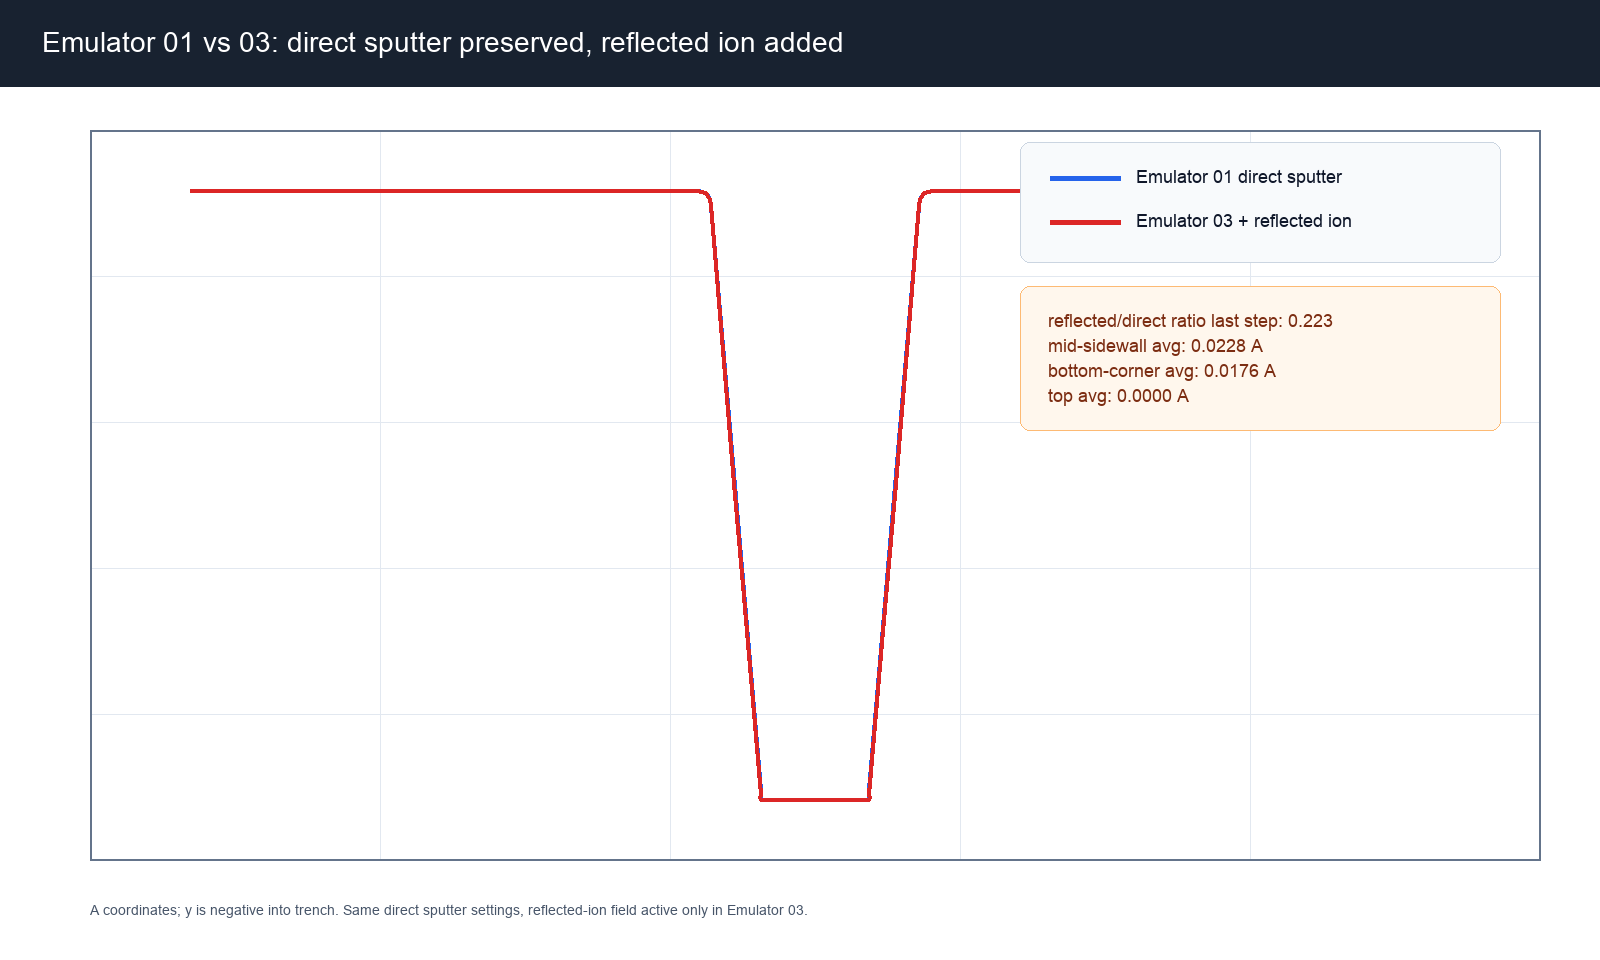 Emulator 01 vs 03: direct sputter preserved, reflected ion added
Emulator 01 direct sputter
Emulator 03 + reflected ion
reflected/direct ratio last step: 0.223
mid-sidewall avg: 0.0228 A
bottom-corner avg: 0.0176 A
top avg: 0.0000 A
A coordinates; y is negative into trench. Same direct sputter settings, reflected-ion field active only in Emulator 03.